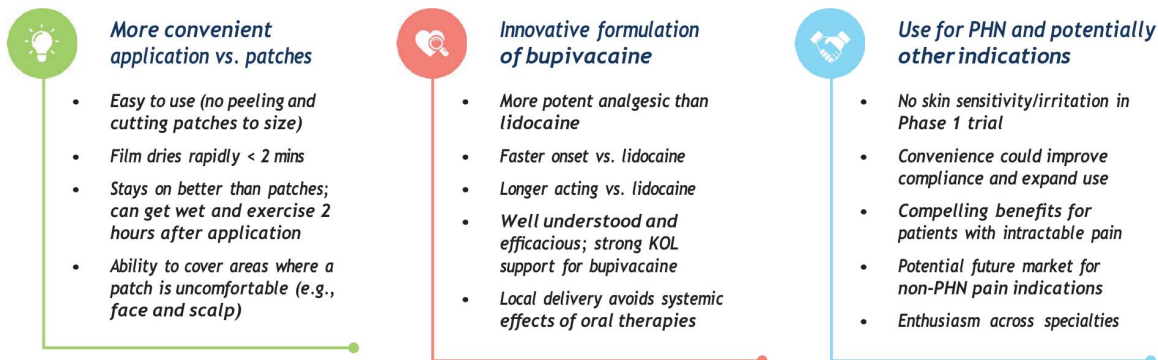 More convenient
application vs. patches
• Easy to use (no peeling and
cutting patches to size)
• Film dries rapidly < 2 mins
• Stays on better than patches;
can get wet and exercise 2
hours after application
• Ability to cover areas where a
patch is uncomfortable (e.g.,
face and scalp)
Innovative formulation
of bupivacaine
• More potent analgesic than
lidocaine
• Faster onset vs. lidocaine
• Longer acting vs. lidocaine
• Well understood and
efficacious; strong KOL
support for bupivacaine
• Local delivery avoids systemic
effects of oral therapies
Use for PHN and potentially
other indications
• No skin sensitivity/irritation in
Phase 1 trial
• Convenience could improve
compliance and expand use
• Compelling benefits for
patients with intractable pain
• Potential future market for
non-PHN pain indications
• Enthusiasm across specialties